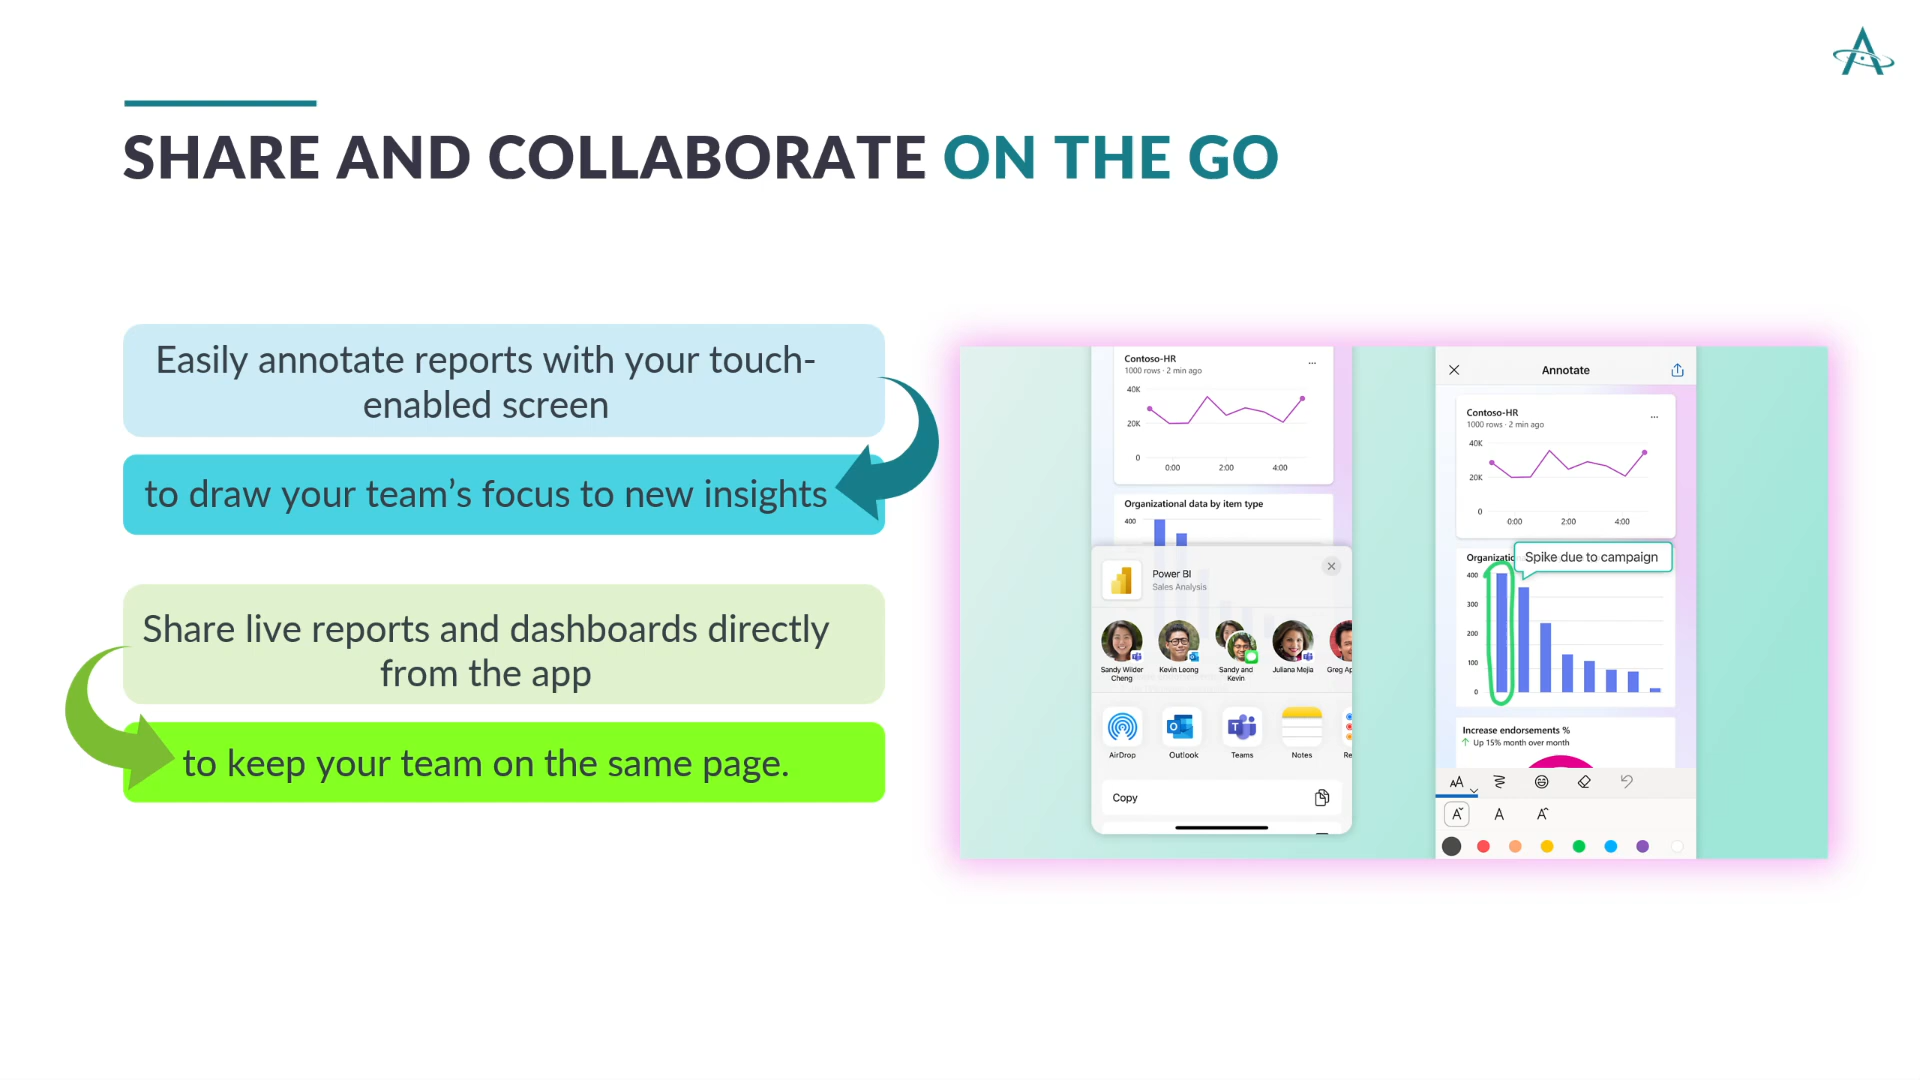 SHARE AND COLLABORATE ON THE GO
Easily annotate reports with your touch-
enabled screen
to draw your team’s focus to new insights
Share live reports and dashboards directly
from the app
to keep your team on the same page.
Contoso-HR
1000 rows · 2 min ago
40K
20K
0
0:00 2:00 4:00
Organizational data by item type
400
Power BI
Sales Analysis
Sandy Wilder
Cheng
Kevin Leong
Sandy and
Kevin
Juliana Mejia
Greg Ap
AirDrop
Outlook
Teams
Notes
Re
Copy
Annotate
Contoso-HR
1000 rows · 2 min ago
40K
20K
0
0:00 2:00 4:00
Organizatio
Spike due to campaign
400
300
200
100
0
Increase endorsements %
Up 15% month over month